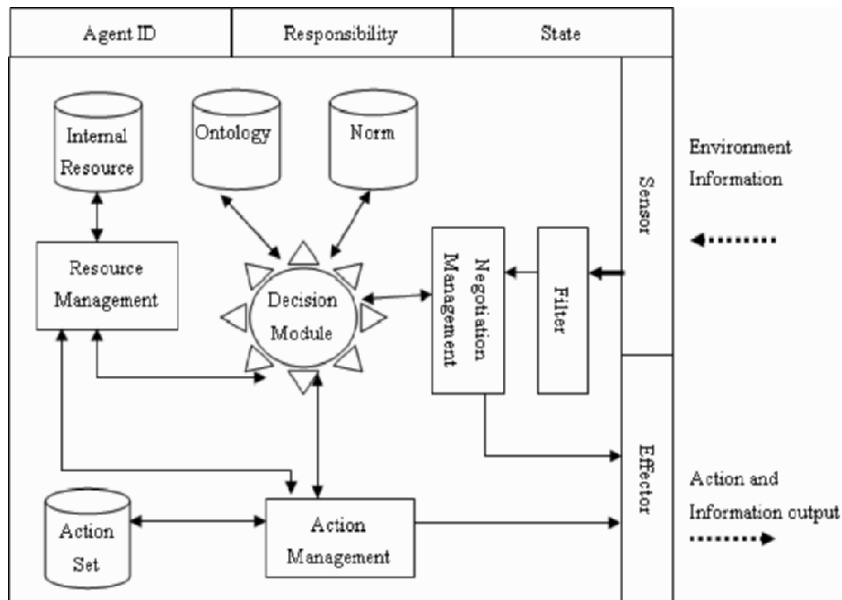 Agent ID
Responsibility
State
Internal
Resource
Ontology
Norm
Sensor
Environment
Information
Resource
Management
Decision
Module
Negotiation
Management
Filter
Effector
Action and
Information output
Action
Set
Action
Management